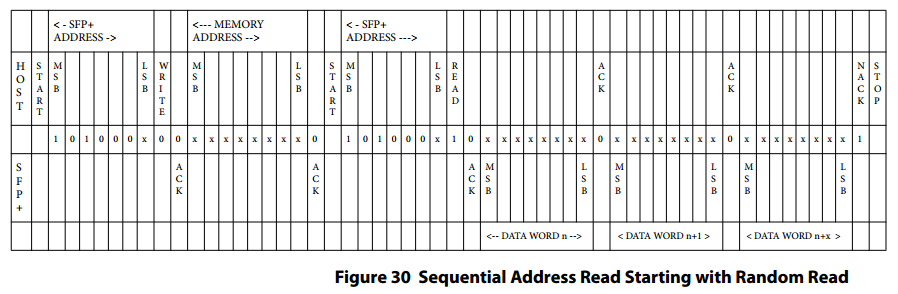 < - SFP+ <--- MEMORY < - SFP+
ADDRESS -> ADDRESS --> ADDRESS --->
HOST START MSB LSB WRITE MSB LSB START MSB LSB READ ACK ACK NACK STOP
1 0 1 0 0 0 x 0 0 x x x x x x x x 0 1 0 1 0 0 0 x 1 0 x x x x x x x x 0 x x x x x x x x 0 x x x x x x x x 1
SFP+ ACK ACK ACK MSB LSB MSB LSB MSB LSB
<-- DATA WORD n --> < DATA WORD n+1 > < DATA WORD n+x >
Figure 30 Sequential Address Read Starting with Random Read